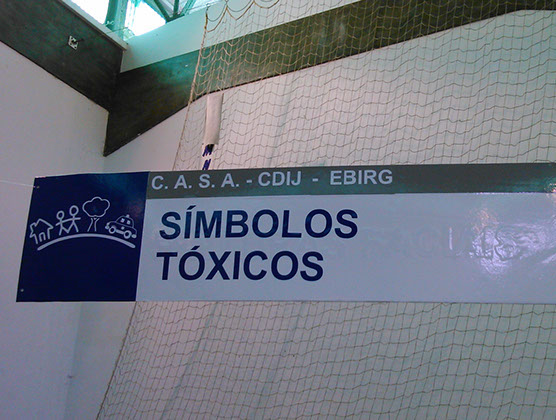 C. A. S. A. - CDIJ - EBIRG
SÍMBOLOS
TÓXICOS